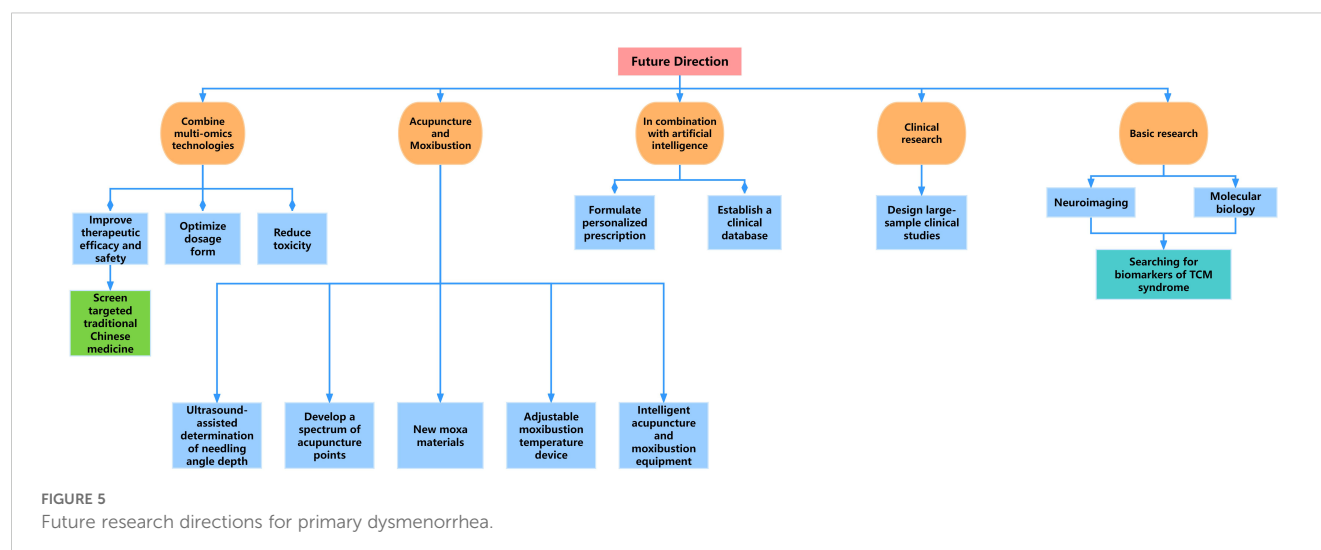 Future Direction
Combine
multi-omics
technologies
Acupuncture
and
Moxibustion
In combination
with artificial
intelligence
Clinical
research
Basic research
Improve
therapeutic
efficacy and
safety
Optimize
dosage
form
Reduce
toxicity
Formulate
personalized
prescription
Establish a
clinical
database
Design large-
sample clinical
studies
Neuroimaging
Molecular
biology
Searching for
biomarkers of TCM
syndrome
Screen
targeted
traditional
Chinese
medicine
Ultrasound-
assisted
determination
of needling
angle depth
Develop a
spectrum of
acupuncture
points
New moxa
materials
Adjustable
moxibustion
temperature
device
Intelligent
acupuncture
and
moxibustion
equipment
FIGURE 5
Future research directions for primary dysmenorrhea.